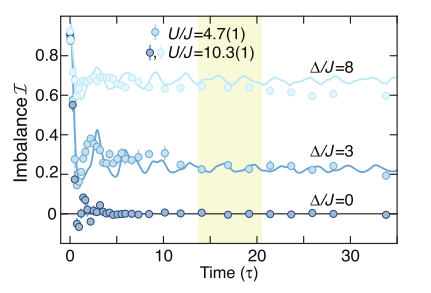 U/J=4.7(1)
, U/J=10.3(1)
Δ/J=8
Δ/J=3
Δ/J=0
Imbalance ℐ
0.8
0.6
0.4
0.2
0
0
10
20
30
Time (τ)